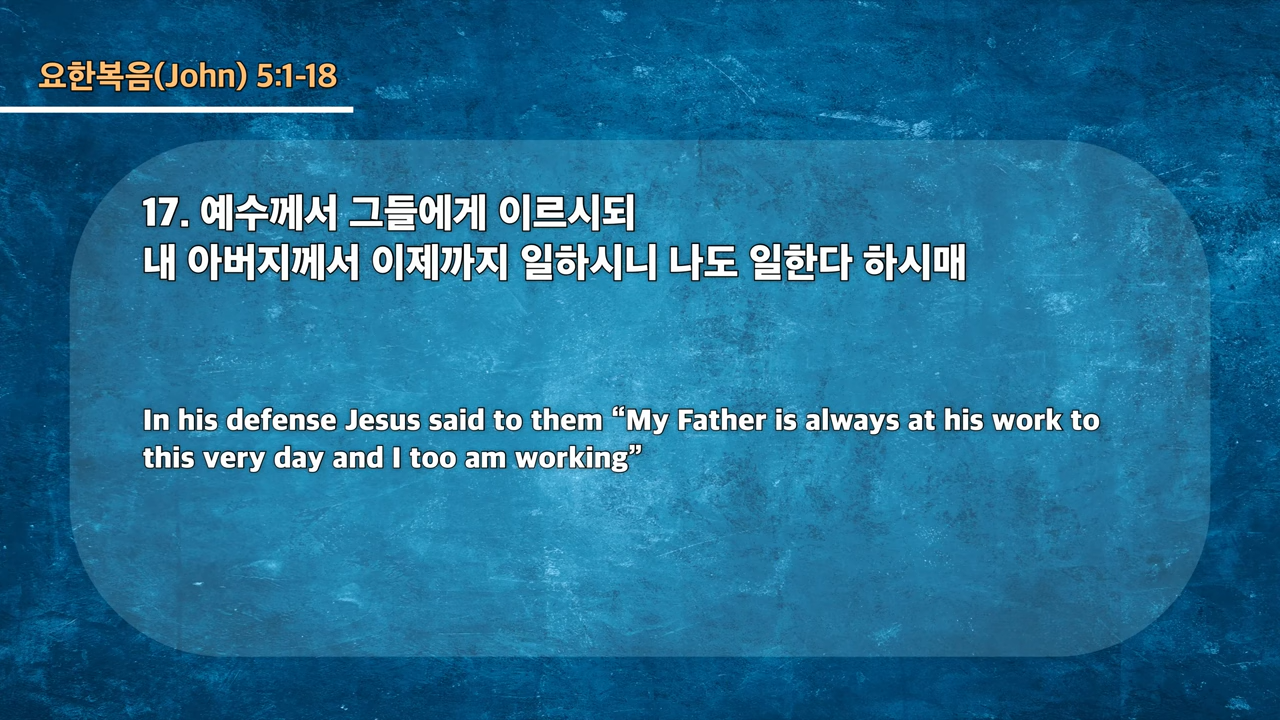 요한복음(John) 5:1-18
17. 예수께서 그들에게 이르시되
내 아버지께서 이제까지 일하시니 나도 일한다 하시매
In his defense Jesus said to them “My Father is always at his work to
this very day and I too am working”